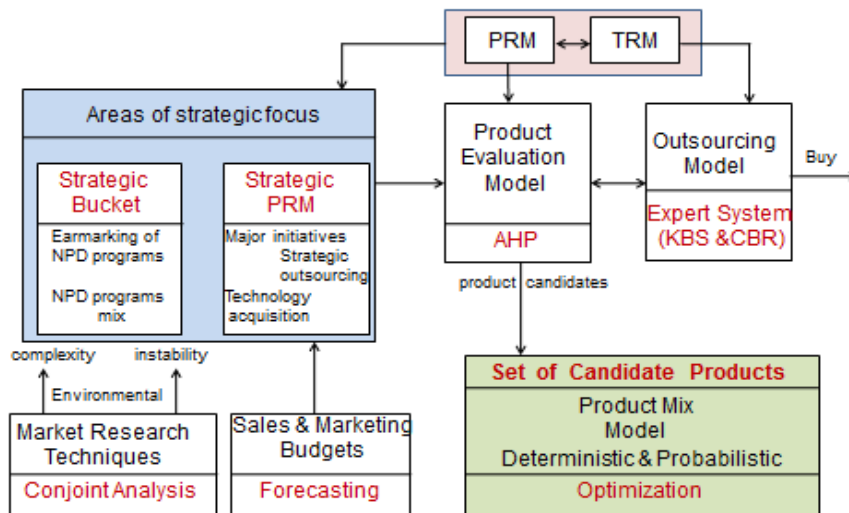 PRM
TRM
Areas of strategic focus
Strategic
Bucket
Earmarking of
NPD programs
NPD programs
mix
Strategic
PRM
Major initiatives
Strategic
outsourcing
Technology
acquisition
Product
Evaluation
Model
AHP
Outsourcing
Model
Expert System
(KBS &CBR)
Buy
product candidates
complexity
instability
Environmental
Market Research
Techniques
Conjoint Analysis
Sales & Marketing
Budgets
Forecasting
Set of Candidate Products
Product Mix
Model
Deterministic & Probabilistic
Optimization